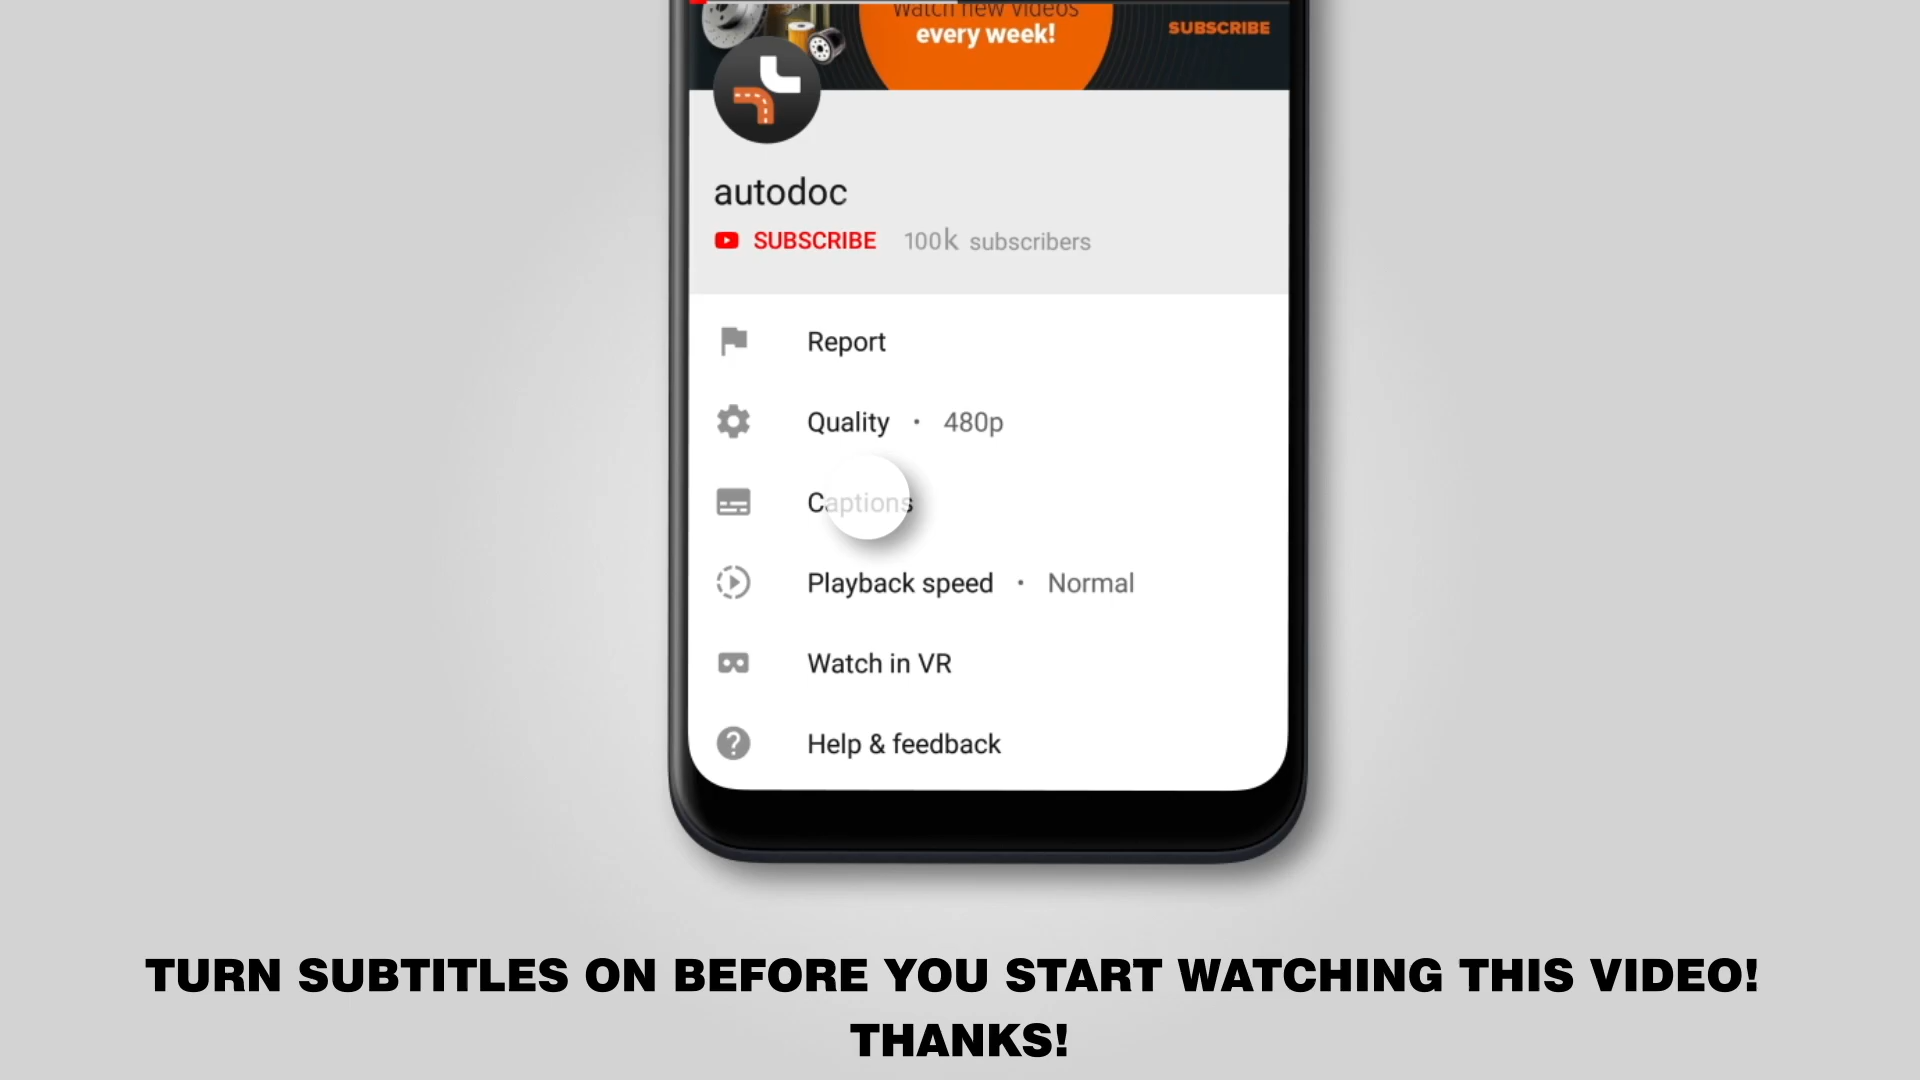 Watch new videos
every week!
SUBSCRIBE
autodoc
SUBSCRIBE 100k subscribers
Report
Quality • 480p
Captions
Playback speed • Normal
Watch in VR
Help & feedback
TURN SUBTITLES ON BEFORE YOU START WATCHING THIS VIDEO!
THANKS!